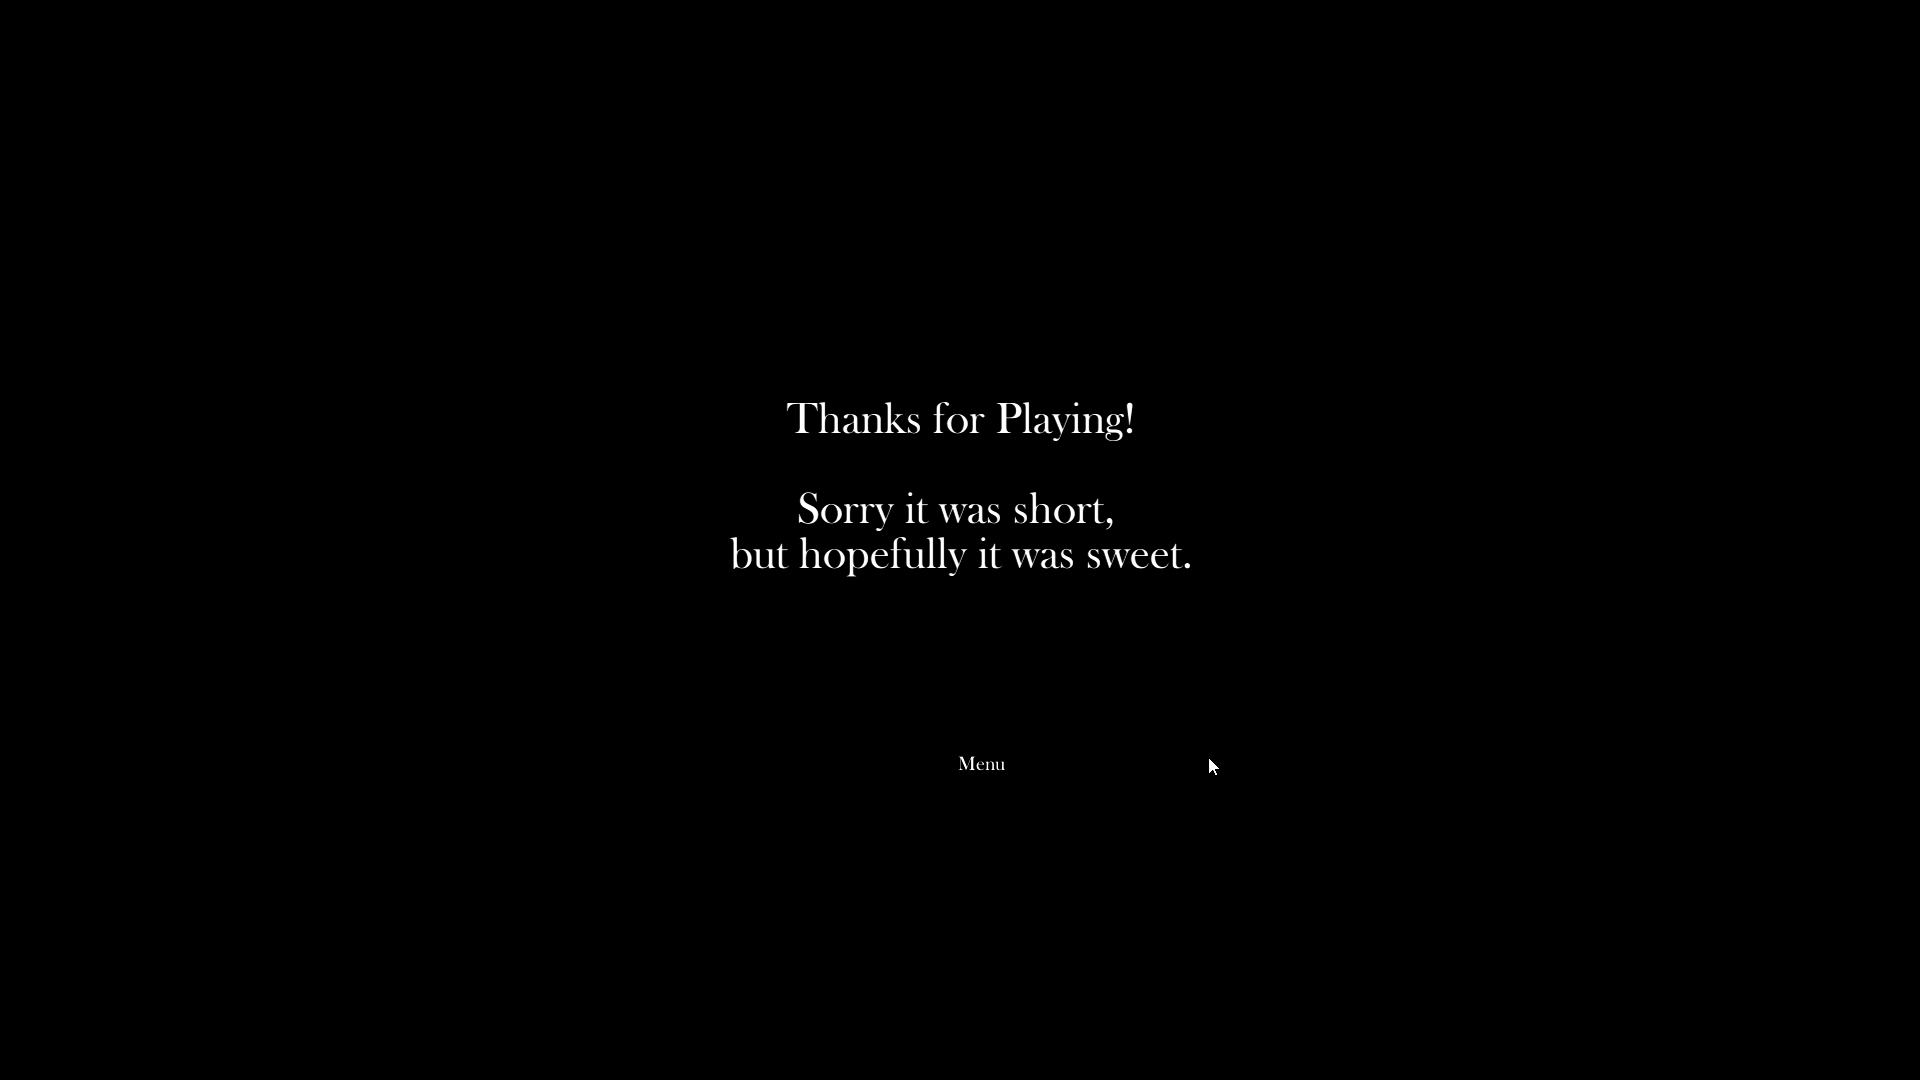 Thanks for Playing!
Sorry it was short,
but hopefully it was sweet.
Menu